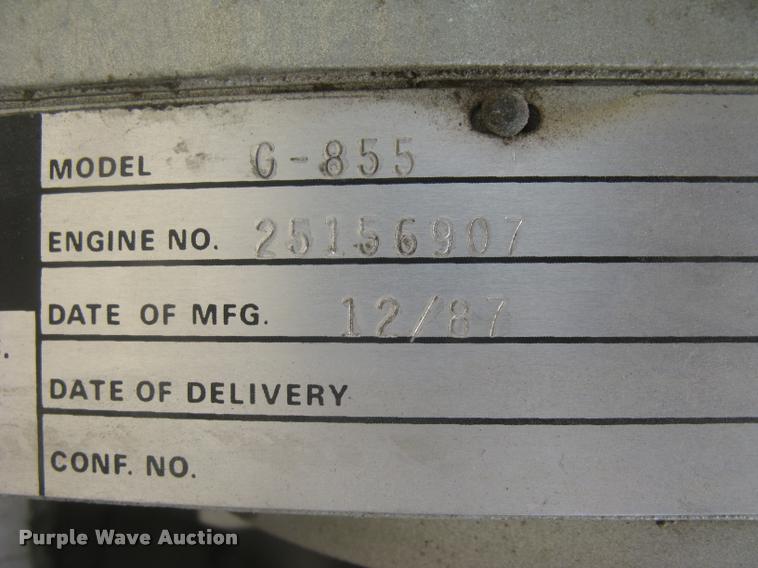 MODEL G-855
ENGINE NO. 25156907
DATE OF MFG. 12/87
DATE OF DELIVERY
CONF. NO.
Purple Wave Auction